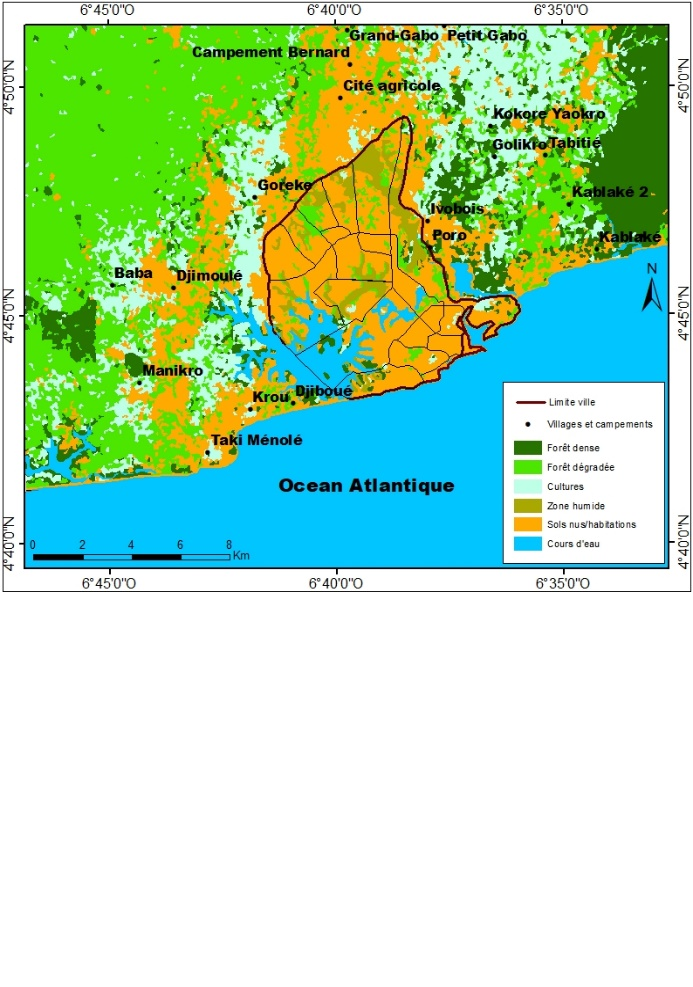 6°45'0"O 6°40'0"O 6°35'0"O
Grand-Gabo Petit Gabo
Campement Bernard
4°50'0"N 4°50'0"N
Cité agricole
Kokore Yaokro
Golikro Tabitié
Goreke
Kablaké 2
Ivobois
Poro
Kablaké
Baba Djimoulé
N
4°45'0"N 4°45'0"N
Manikro
Krou Djiboué
Taki Ménolé
Ocean Atlantique
Limite ville
Villages et campements
Forêt dense
Forêt dégradée
Cultures
Zone humide
Sols nus/habitations
Cours d'eau
4°40'0"N 4°40'0"N
0 2 4 6 8
Km
6°45'0"O 6°40'0"O 6°35'0"O